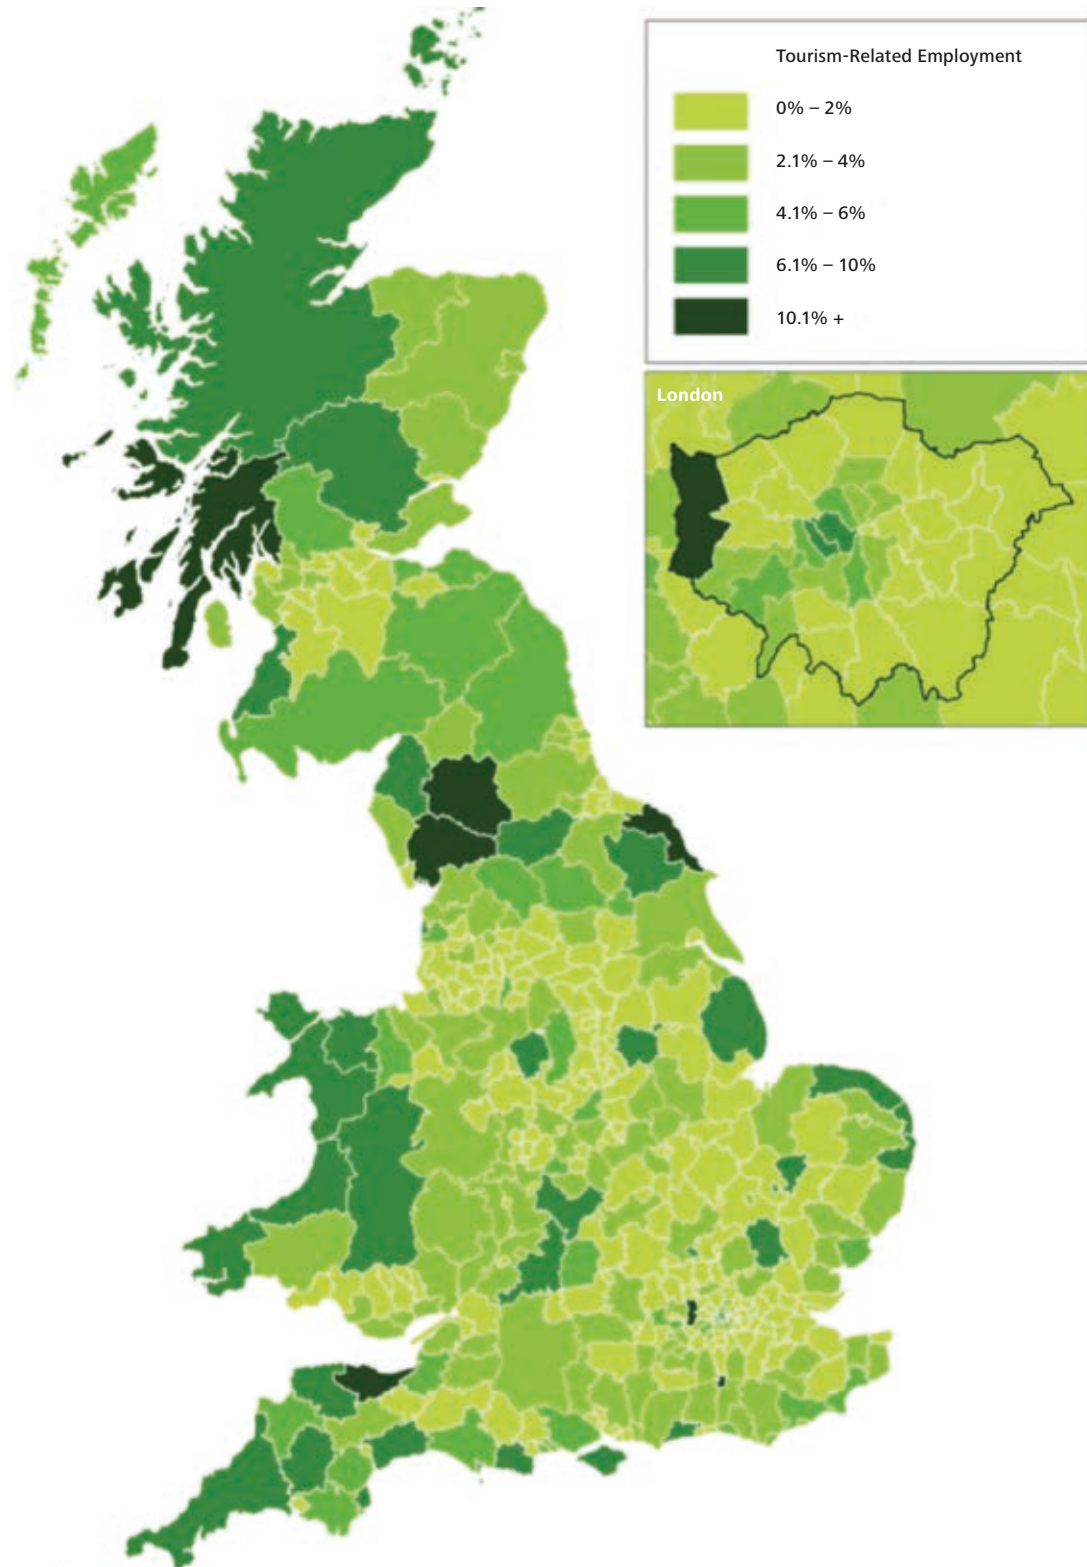 Tourism-Related Employment
0% – 2%
2.1% – 4%
4.1% – 6%
6.1% – 10%
10.1% +
London